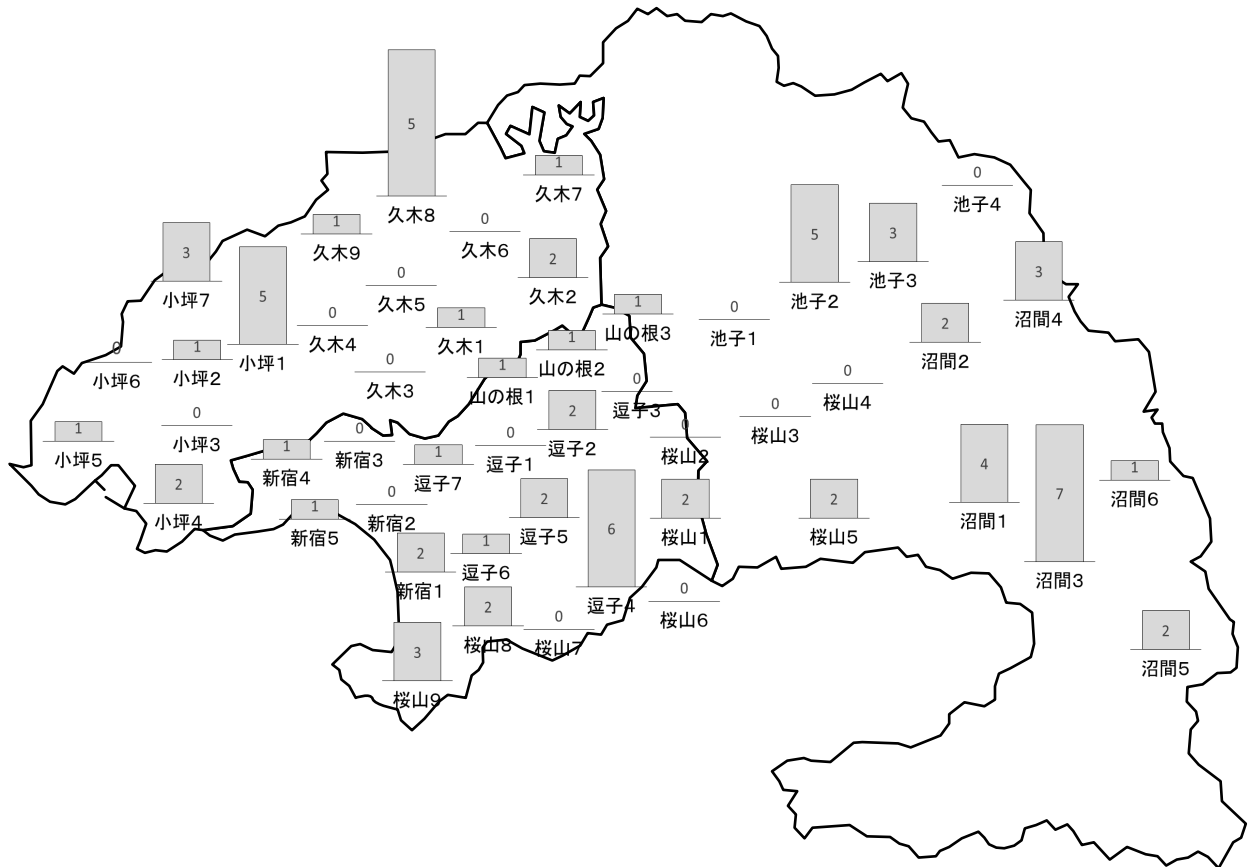 5
久木8
1
久木7
0
池子4
3
小坪7
1
久木9
0
久木6
5
池子2
3
池子3
2
久木2
3
沼間4
5
小坪1
0
久木5
1
久木1
1
山の根3
0
池子1
2
沼間2
0
久木4
0
小坪6
1
小坪2
0
久木3
1
山の根2
1
山の根1
0
逗子3
0
桜山4
0
桜山3
2
逗子2
0
桜山2
0
小坪3
1
小坪5
0
新宿3
1
新宿4
1
逗子7
0
逗子1
4
沼間1
7
沼間3
1
沼間6
2
小坪4
1
新宿5
0
新宿2
2
逗子5
6
逗子4
2
桜山1
2
桜山5
2
新宿1
1
逗子6
0
桜山6
2
桜山8
0
桜山7
3
桜山9
2
沼間5